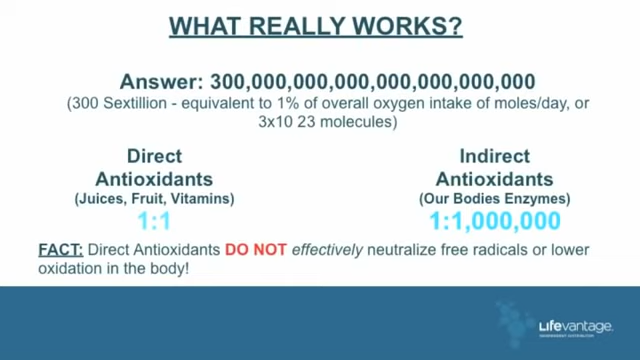 WHAT REALLY WORKS?
Answer: 300,000,000,000,000,000,000,000
(300 Sextillion - equivalent to 1% of overall oxygen intake of moles/day, or
3x10 23 molecules)
Direct
Antioxidants
(Juices, Fruit, Vitamins)
1:1
Indirect
Antioxidants
(Our Bodies Enzymes)
1:1,000,000
FACT: Direct Antioxidants DO NOT effectively neutralize free radicals or lower
oxidation in the body!
Lifevantage.
INDEPENDENT DISTRIBUTOR